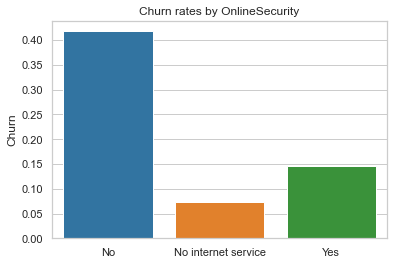 Churn rates by OnlineSecurity
0.40
0.35
0.30
0.25
0.20
0.15
0.10
0.05
0.00
Churn
No
No internet service
Yes